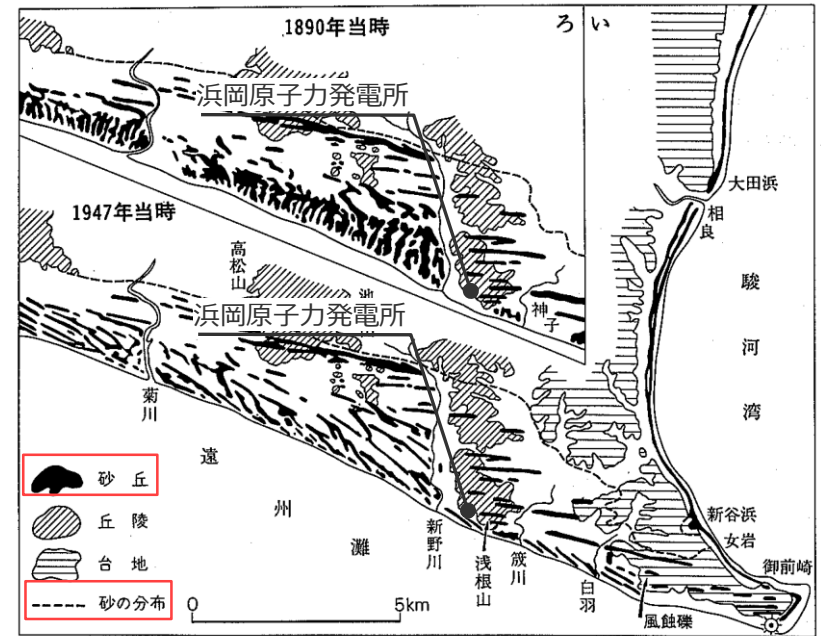 1890年当時
ろ
い
浜岡原子力発電所
大田浜
相良
1947年当時
高松山
駿河湾
浜岡原子力発電所
神子
菊川
遠州灘
砂丘
丘陵
台地
砂の分布
新野川
浅根山
筬川
白羽
新谷浜
女岩
御前崎
風蝕礫
0
5km